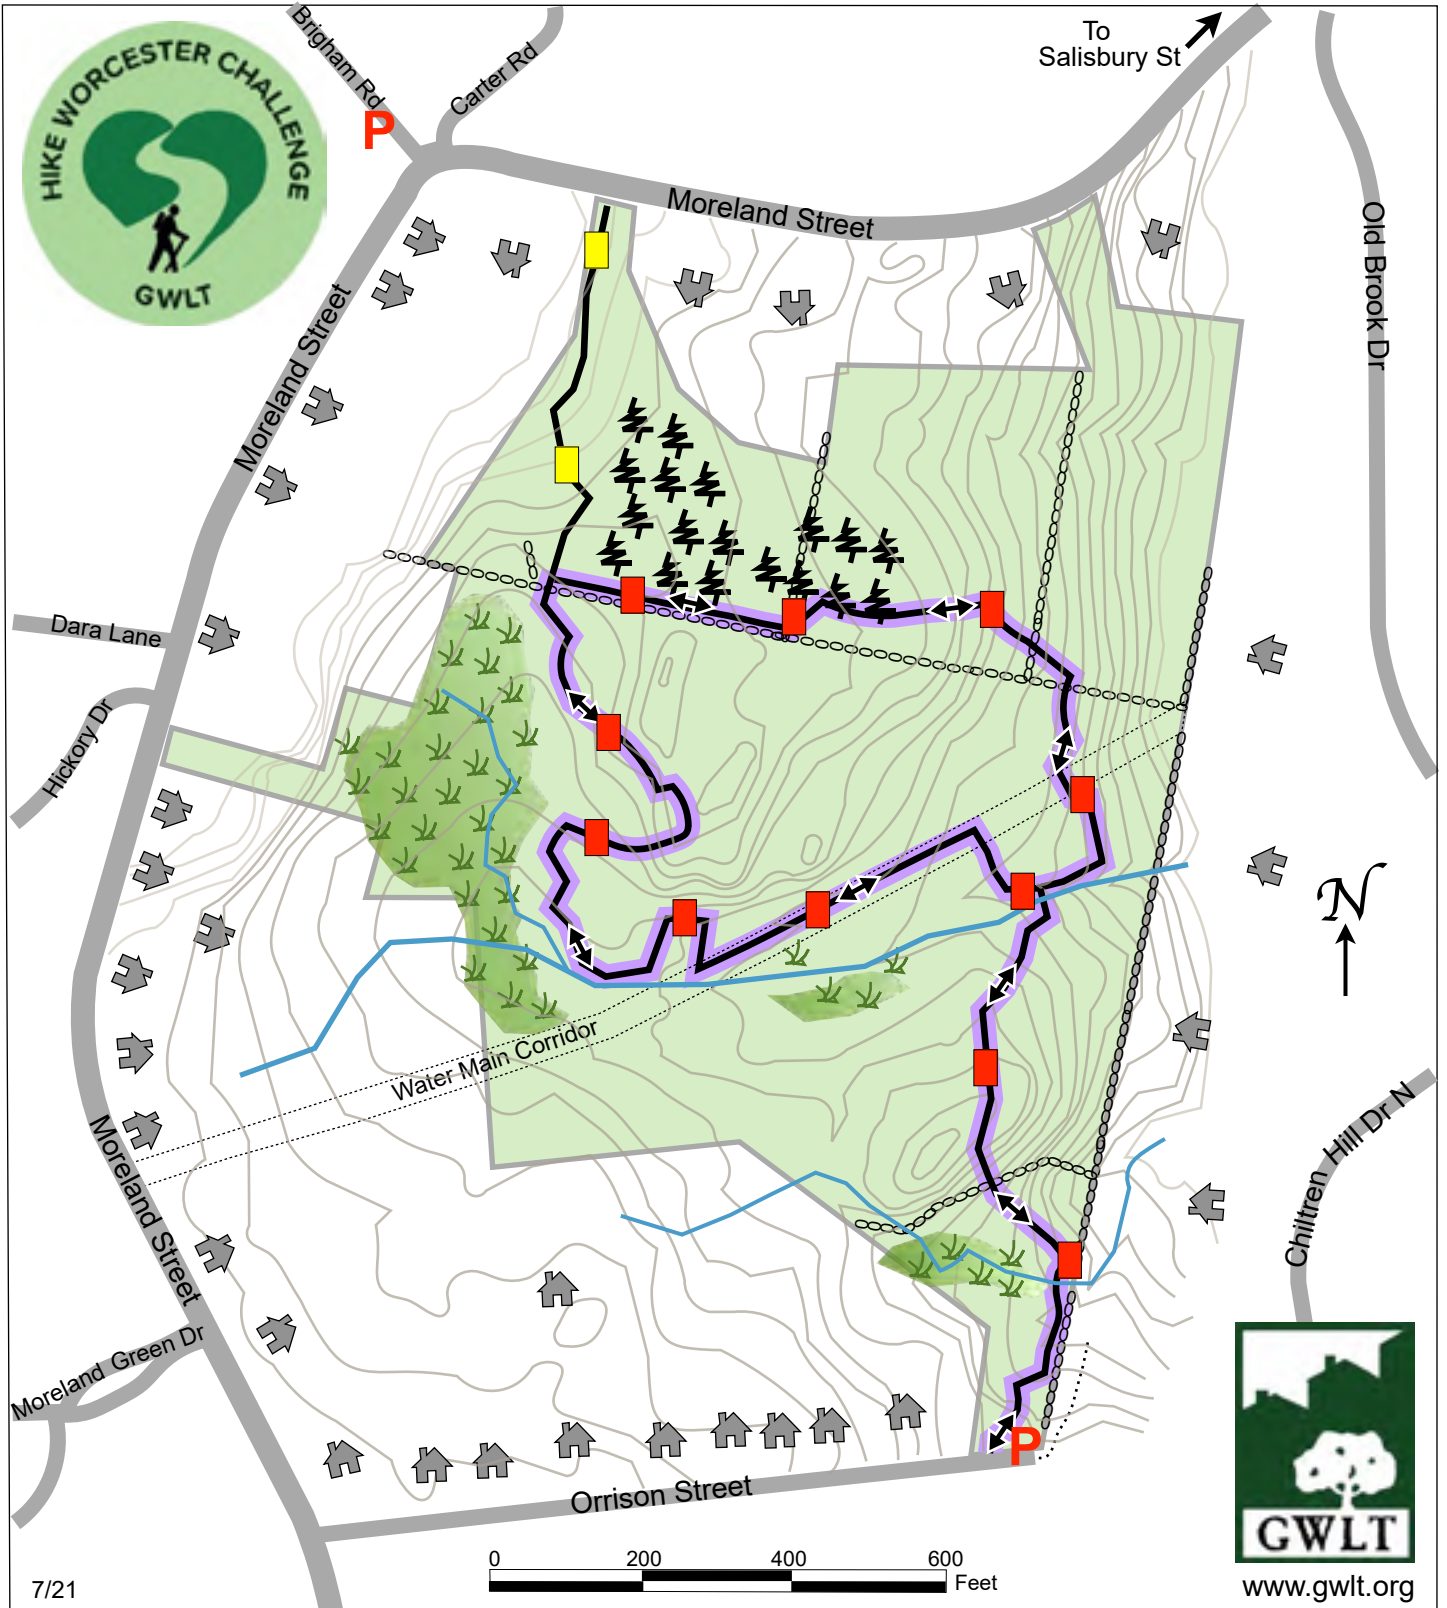 HIKE WORCESTER CHALLENGE
GWLT
Brigham Rd
P
Carter Rd
To
Salisbury St
Moreland Street
Old Brook Dr
Moreland Street
Dara Lane
Hickory Dr
N
Water Main Corridor
Moreland Street
Chiltren Hill Dr N
Moreland Green Dr
P
Orrison Street
GWLT
0 200 400 600
Feet
7/21
www.gwlt.org